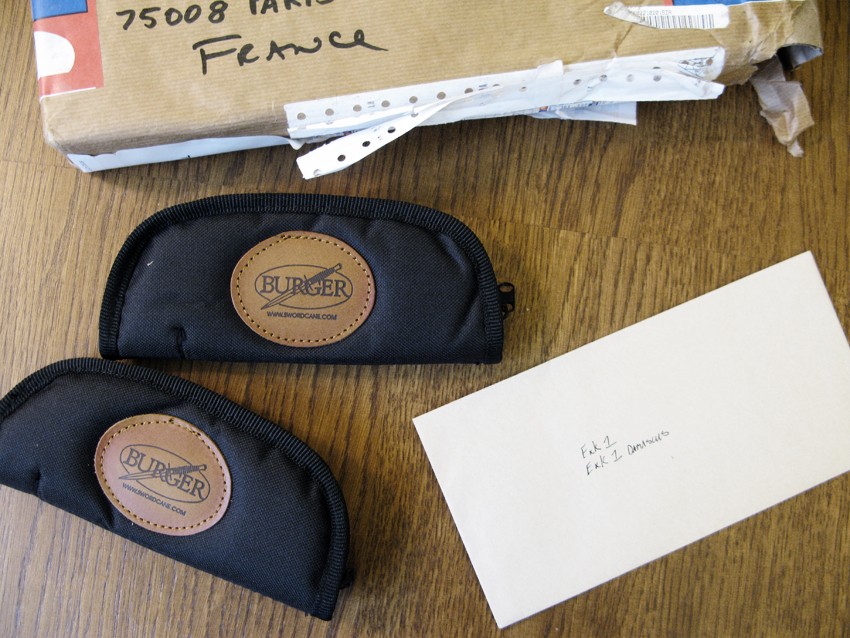 75008 PARIS
FRANCE
BURGER
WWW.SWORDCANE.COM
BURGER
WWW.SWORDCANE.COM
EXK 1
EXK 1 DAMASCUS